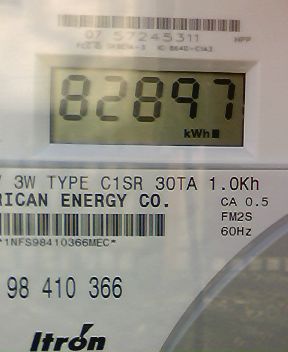 07 57245311
82897
kWh
3W TYPE C1SR 30TA 1.0Kh
RICAN ENERGY CO.
CA 0.5
FM2S
60Hz
*1NFS98410366MEC*
98 410 366
Itrón